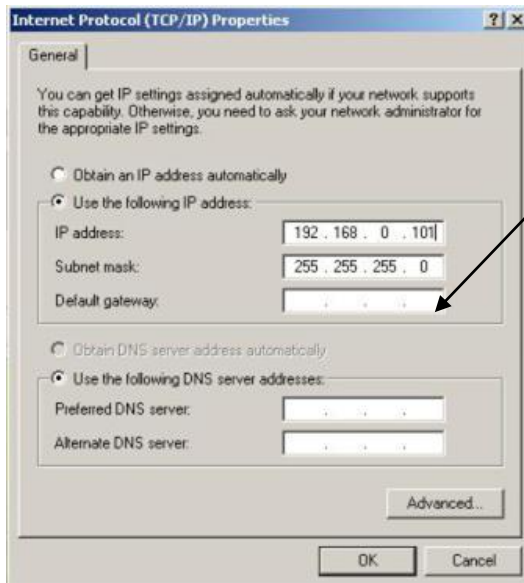 Internet Protocol (TCP/IP) Properties
General
You can get IP settings assigned automatically if your network supports
this capability. Otherwise, you need to ask your network administrator for
the appropriate IP settings.
Obtain an IP address automatically
Use the following IP address:
IP address: 192 . 168 . 0 . 101
Subnet mask: 255 . 255 . 255 . 0
Default gateway: . . .
Obtain DNS server address automatically
Use the following DNS server addresses:
Preferred DNS server: . . .
Alternate DNS server: . . .
Advanced...
OK Cancel